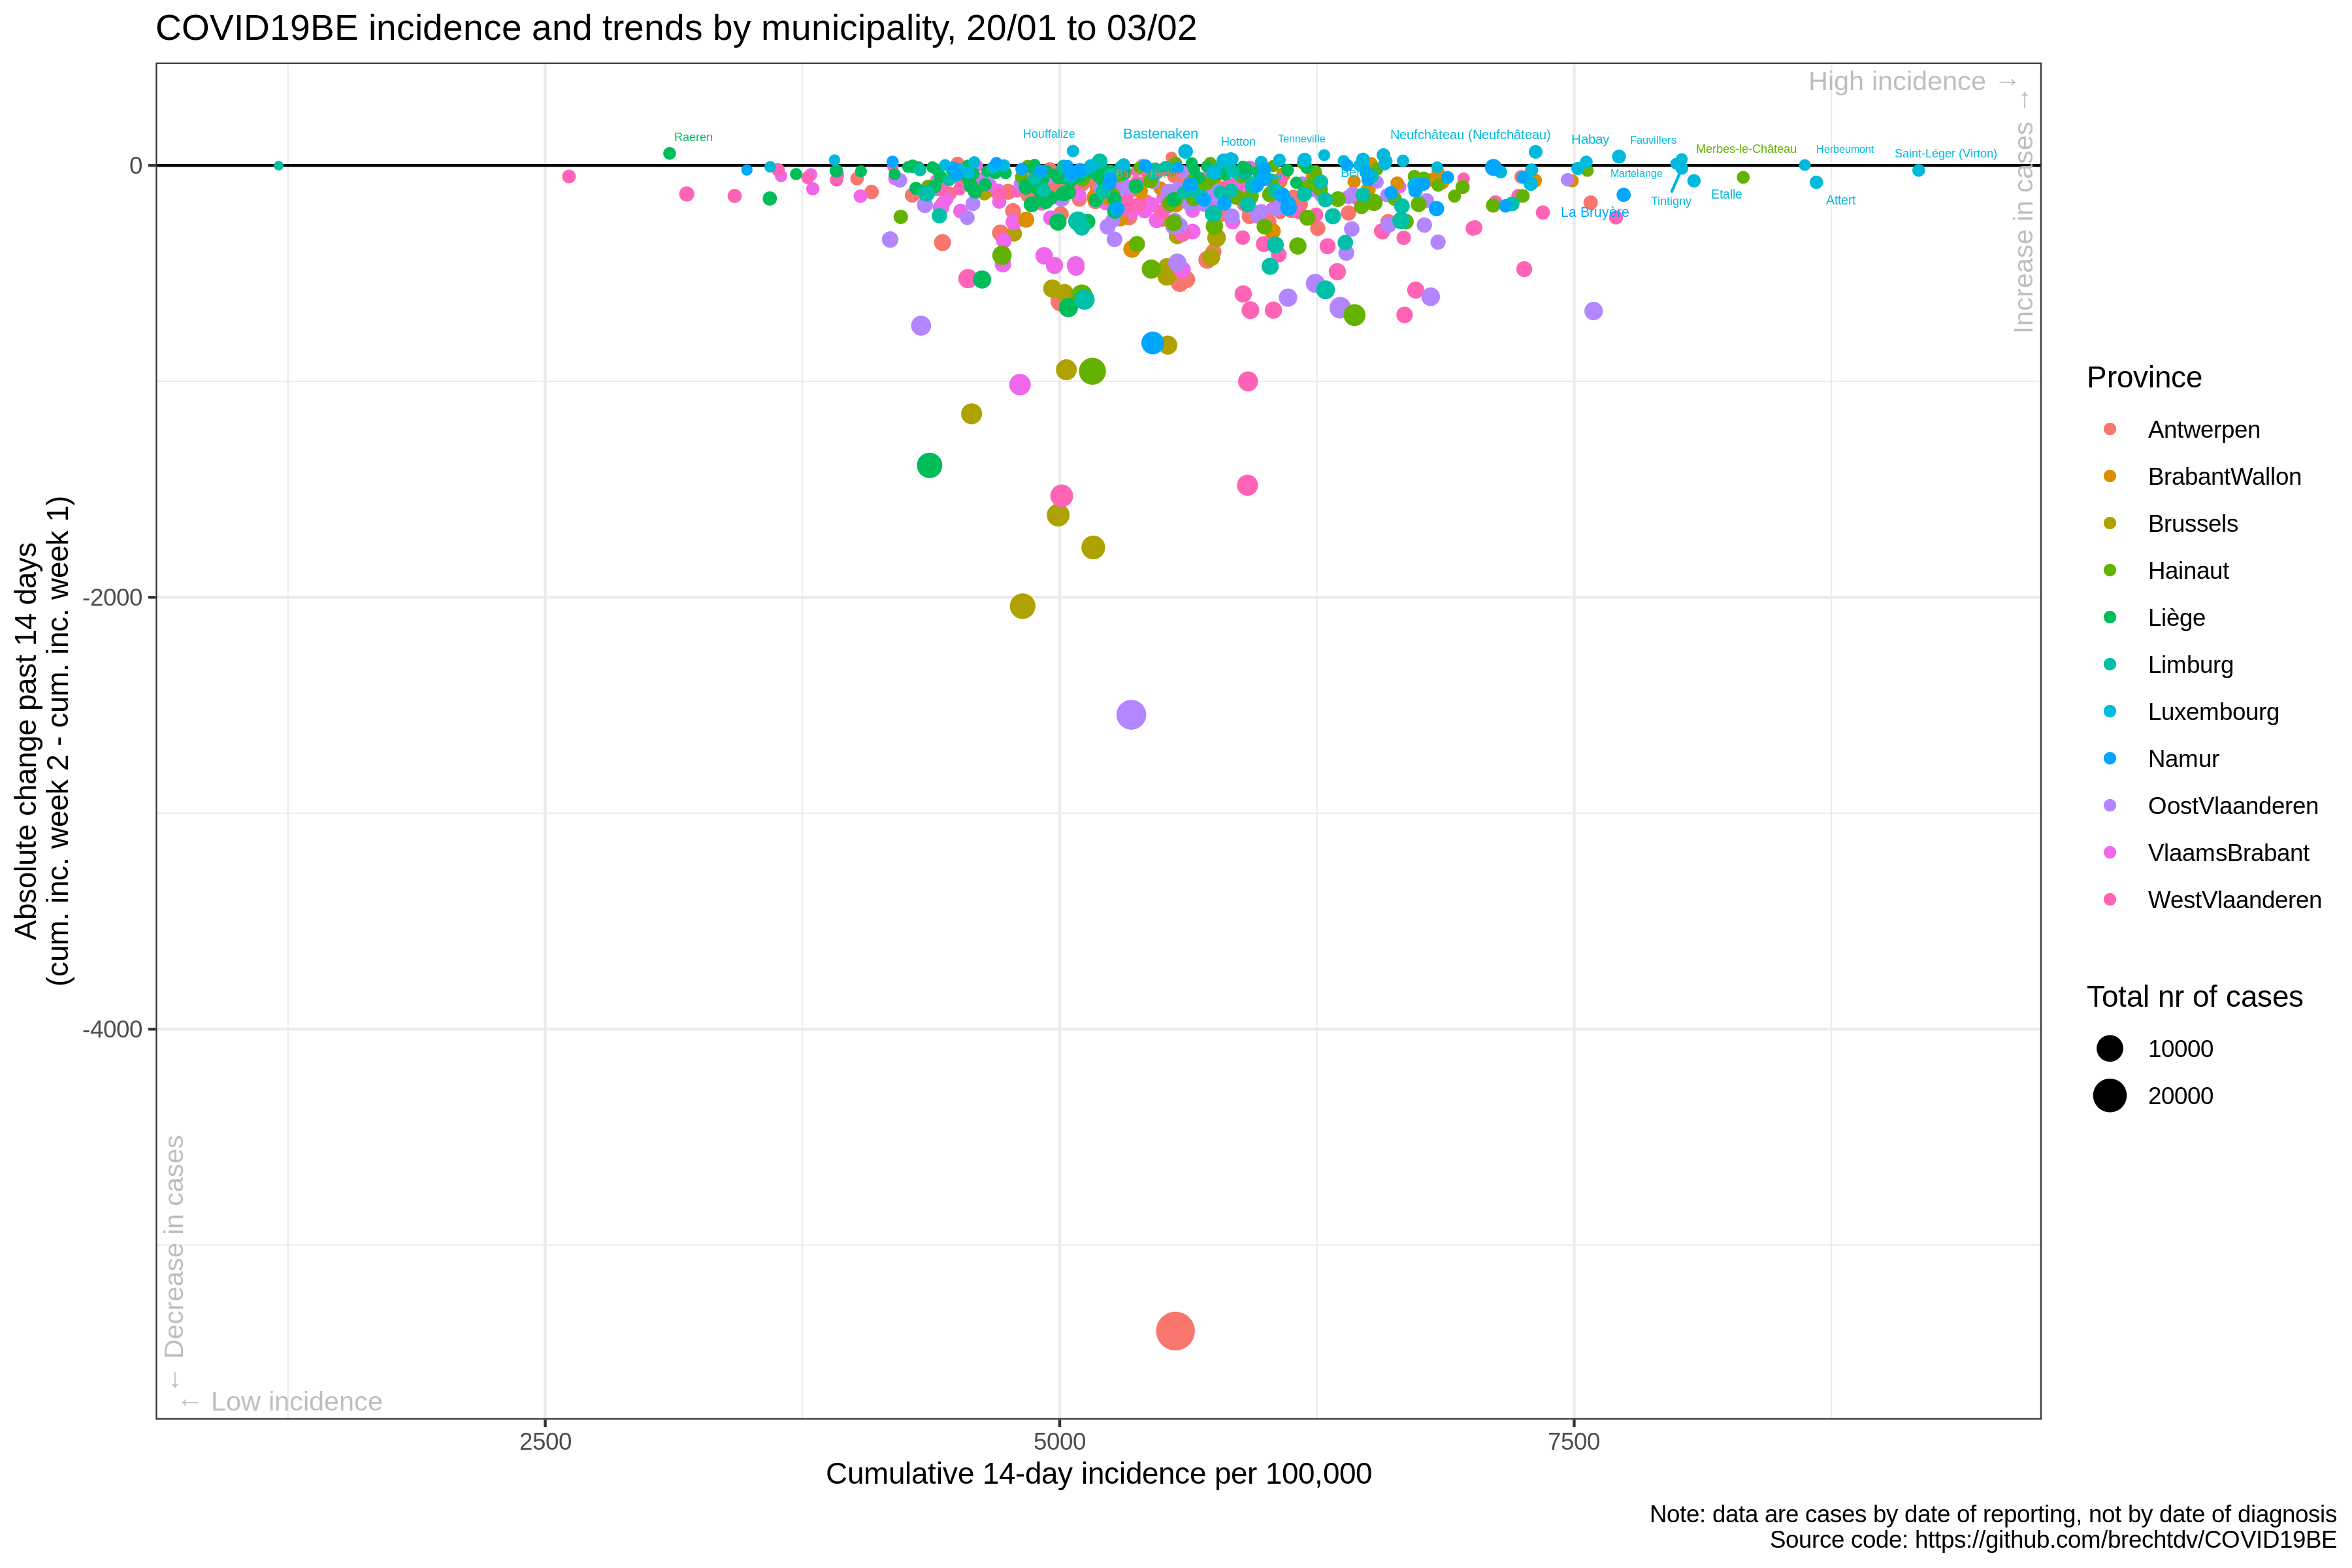 COVID19BE incidence and trends by municipality, 20/01 to 03/02
High incidence →
Increase in cases →
Raeren
Houffalize
Bastenaken
Hotton
Tenneville
Neufchâteau (Neufchâteau)
Habay
Fauvillers
Merbes-le-Château
Herbeumont
Saint-Léger (Virton)
Martelange
Tintigny
Etalle
Attert
La Bruyère
0
-2000
-4000
Absolute change past 14 days
(cum. inc. week 2 - cum. inc. week 1)
← Decrease in cases
← Low incidence
2500
5000
7500
Cumulative 14-day incidence per 100,000
Province
Antwerpen
BrabantWallon
Brussels
Hainaut
Liège
Limburg
Luxembourg
Namur
OostVlaanderen
VlaamsBrabant
WestVlaanderen
Total nr of cases
10000
20000
Note: data are cases by date of reporting, not by date of diagnosis
Source code: https://github.com/brechtdv/COVID19BE